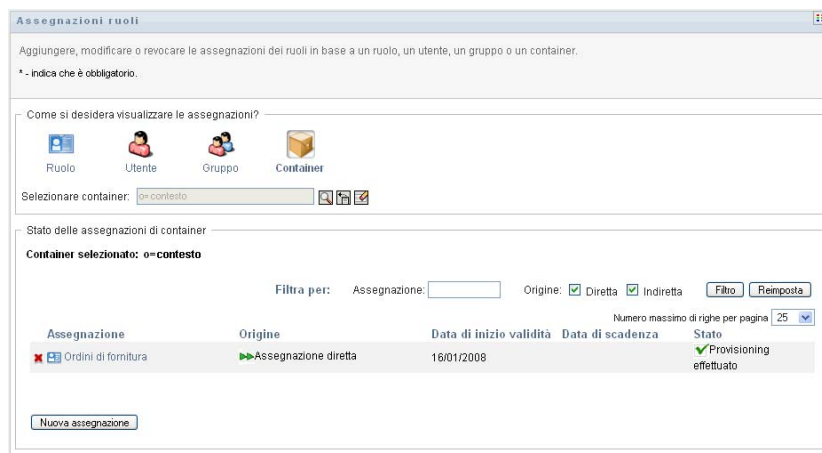 Assegnazioni ruoli
Aggiungere, modificare o revocare le assegnazioni dei ruoli in base a un ruolo, un utente, un gruppo o un container.
* - indica che è obbligatorio.
Come si desidera visualizzare le assegnazioni?
Ruolo Utente Gruppo Container
Selezionare container: o=contesto
Stato delle assegnazioni di container
Container selezionato: o=contesto
Filtra per: Assegnazione: Origine: Diretta Indiretta Filtro Reimposta
Numero massimo di righe per pagina 25
Assegnazione Origine Data di inizio validità Data di scadenza Stato
Ordini di fornitura Assegnazione diretta 16/01/2008 Provisioning
effettuato
Nuova assegnazione